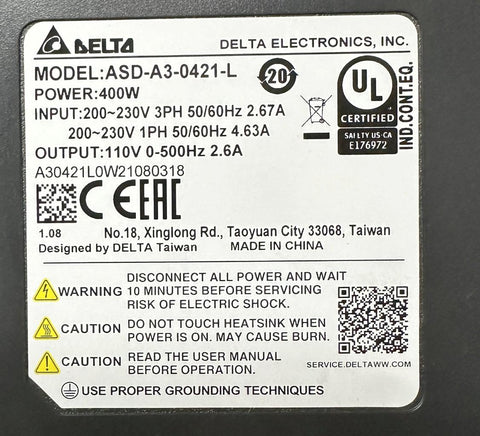 DELTA DELTA ELECTRONICS, INC.
MODEL:ASD-A3-0421-L
POWER:400W
INPUT:200~230V 3PH 50/60Hz 2.67A
200~230V 1PH 50/60Hz 4.63A
OUTPUT:110V 0-500Hz 2.6A
A30421L0W21080318
20
UL
CERTIFIED
SAFETY US-CA
E176972
IND.CONT.EQ.
CE EAC
1.08 No.18, Xinglong Rd., Taoyuan City 33068, Taiwan
Designed by DELTA Taiwan MADE IN CHINA
WARNING DISCONNECT ALL POWER AND WAIT
10 MINUTES BEFORE SERVICING
RISK OF ELECTRIC SHOCK.
CAUTION DO NOT TOUCH HEATSINK WHEN
POWER IS ON. MAY CAUSE BURN.
CAUTION READ THE USER MANUAL
BEFORE OPERATION.
SERVICE.DELTAWW.COM
USE PROPER GROUNDING TECHNIQUES